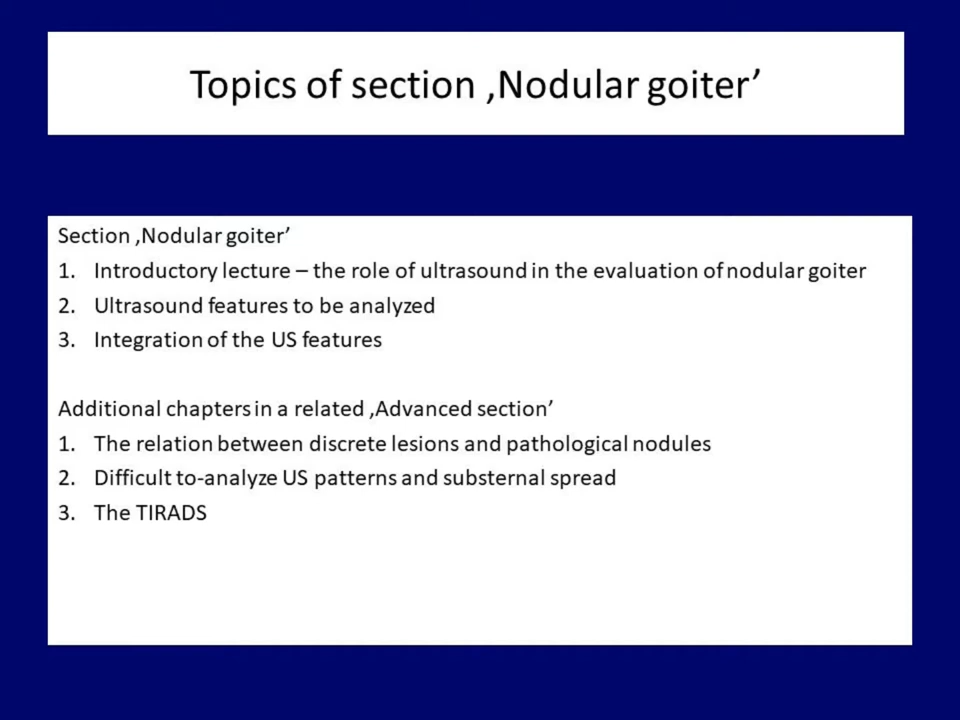 Topics of section ‚Nodular goiter’
Section ‚Nodular goiter’
1. Introductory lecture – the role of ultrasound in the evaluation of nodular goiter
2. Ultrasound features to be analyzed
3. Integration of the US features
Additional chapters in a related ‚Advanced section’
1. The relation between discrete lesions and pathological nodules
2. Difficult to-analyze US patterns and substernal spread
3. The TIRADS